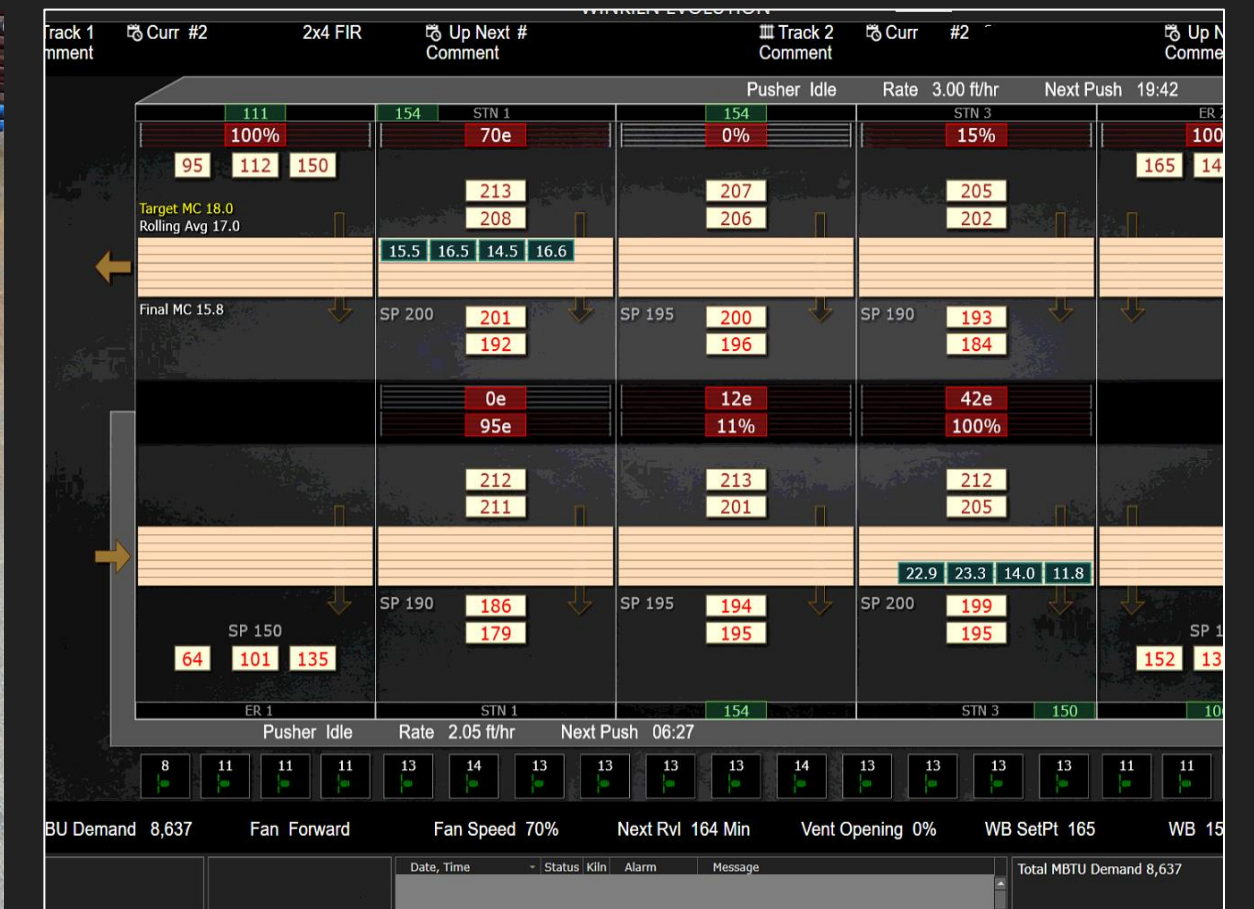 WINKILN EVOLUTION
Track 1 Curr #2 2x4 FIR Up Next # Track 2 Curr #2 Up N
mment Comment Comment Comme
Pusher Idle Rate 3.00 ft/hr Next Push 19:42
111 154 STN 1 154 STN 3 ER 2
100% 70e 0% 15% 100
95 112 150 165 14
213 207 205
Target MC 18.0
208 206 202
Rolling Avg 17.0
15.5 16.5 14.5 16.6
Final MC 15.8
SP 200 201 SP 195 200 SP 190 193
192 196 184
0e 12e 42e
95e 11% 100%
212 213 212
211 201 205
22.9 23.3 14.0 11.8
SP 190 186 SP 195 194 SP 200 199
SP 150 179 195 195 SP 1
64 101 135 152 13
ER 1 STN 1 154 STN 3 150 10
Pusher Idle Rate 2.05 ft/hr Next Push 06:27
8 11 11 11 13 14 13 13 13 13 14 13 13 13 13 11 11
BU Demand 8,637 Fan Forward Fan Speed 70% Next Rvl 164 Min Vent Opening 0% WB SetPt 165 WB 15
Date, Time Status Kiln Alarm Message Total MBTU Demand 8,637